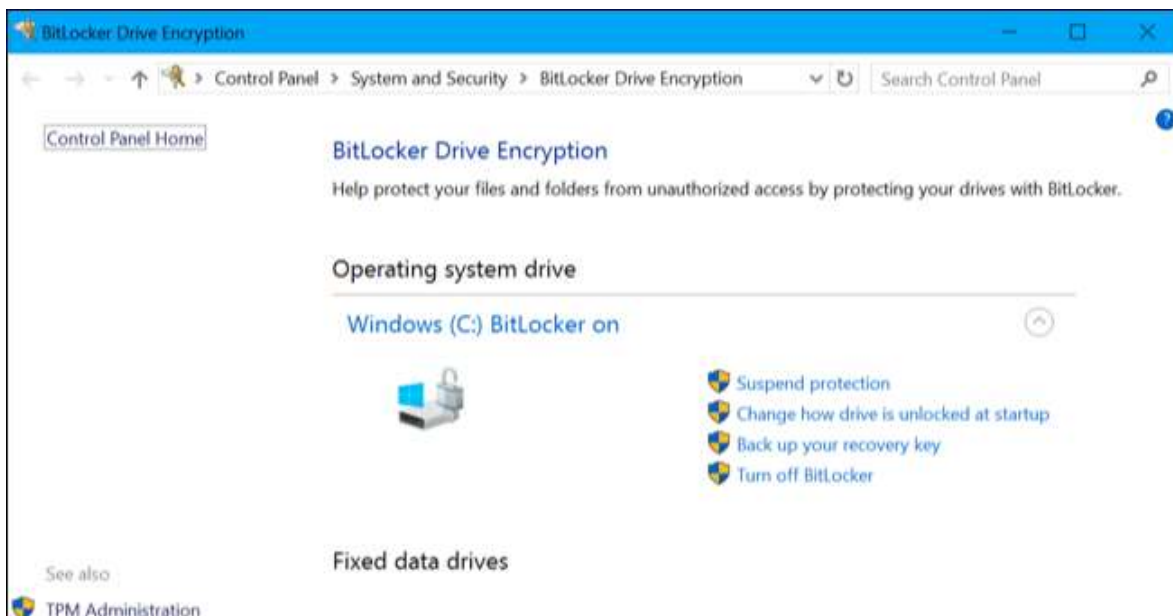 BitLocker Drive Encryption
Control Panel > System and Security > BitLocker Drive Encryption
Search Control Panel
Control Panel Home
BitLocker Drive Encryption
Help protect your files and folders from unauthorized access by protecting your drives with BitLocker.
Operating system drive
Windows (C:) BitLocker on
Suspend protection
Change how drive is unlocked at startup
Back up your recovery key
Turn off BitLocker
Fixed data drives
See also
TPM Administration